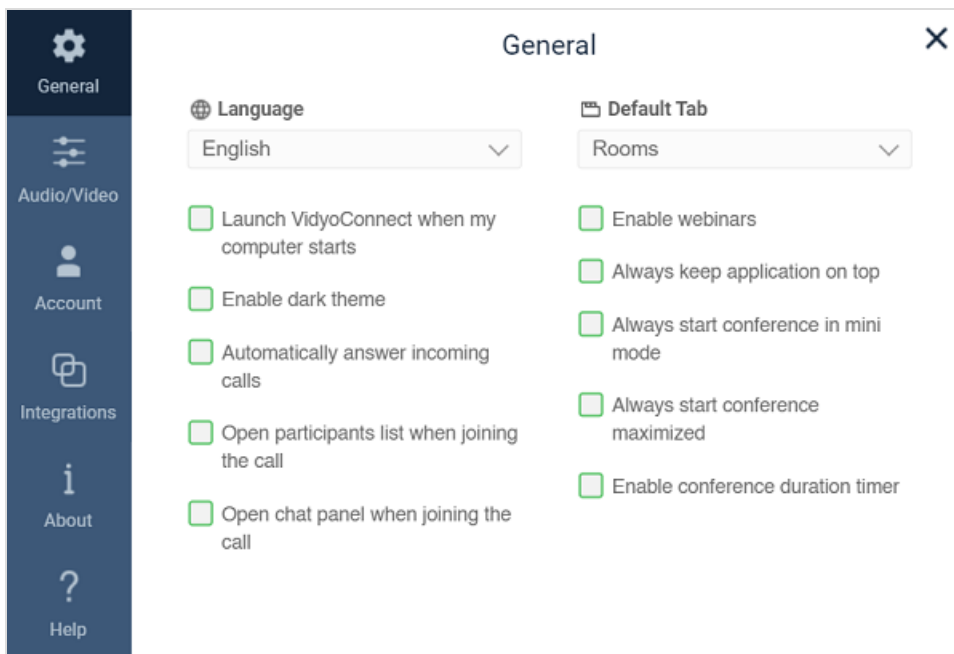 General
Audio/Video
Account
Integrations
About
Help
General
Language
English
Launch VidyoConnect when my
computer starts
Enable dark theme
Automatically answer incoming
calls
Open participants list when joining
the call
Open chat panel when joining the
call
Default Tab
Rooms
Enable webinars
Always keep application on top
Always start conference in mini
mode
Always start conference
maximized
Enable conference duration timer